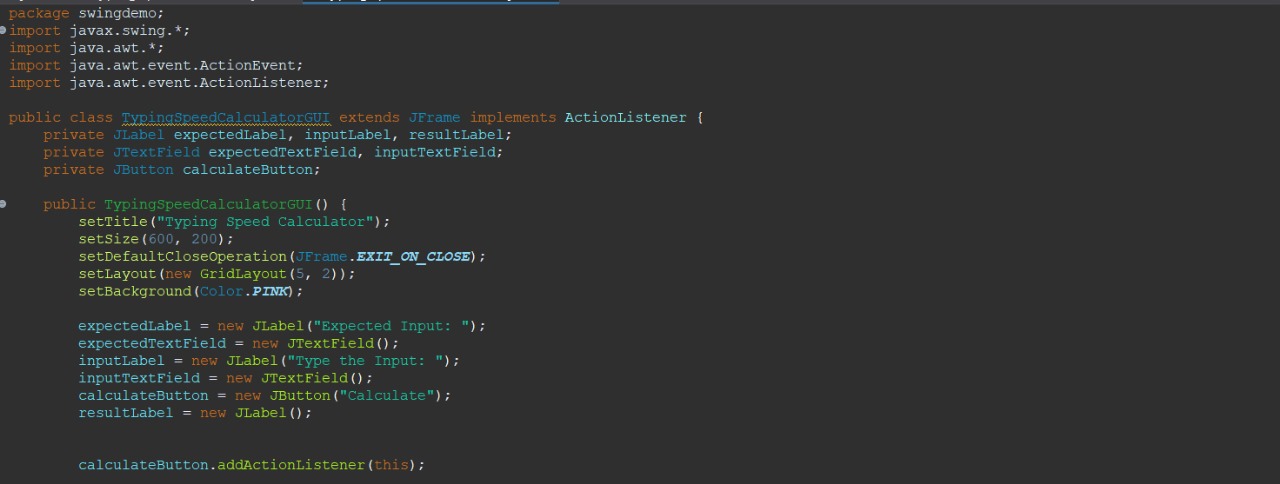 package swingdemo;
import javax.swing.*;
import java.awt.*;
import java.awt.event.ActionEvent;
import java.awt.event.ActionListener;

public class TypingSpeedCalculatorGUI extends JFrame implements ActionListener {
    private JLabel expectedLabel, inputLabel, resultLabel;
    private JTextField expectedTextField, inputTextField;
    private JButton calculateButton;

    public TypingSpeedCalculatorGUI() {
        setTitle("Typing Speed Calculator");
        setSize(600, 200);
        setDefaultCloseOperation(JFrame.EXIT_ON_CLOSE);
        setLayout(new GridLayout(5, 2));
        setBackground(Color.PINK);

        expectedLabel = new JLabel("Expected Input: ");
        expectedTextField = new JTextField();
        inputLabel = new JLabel("Type the Input: ");
        inputTextField = new JTextField();
        calculateButton = new JButton("Calculate");
        resultLabel = new JLabel();

        calculateButton.addActionListener(this);